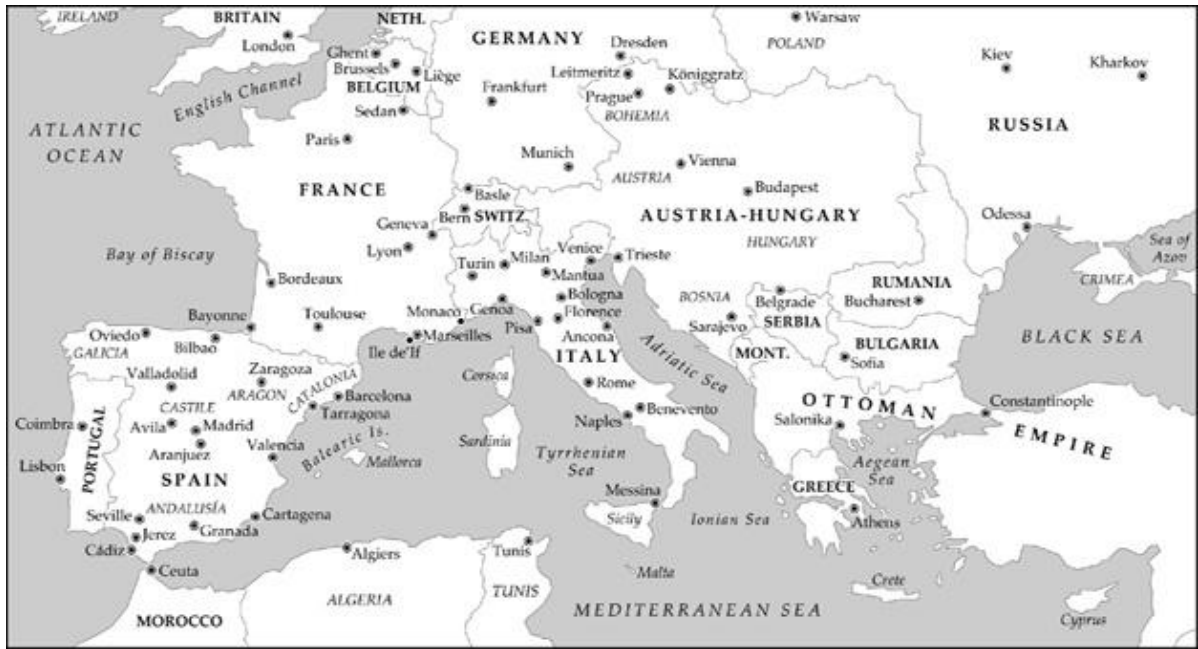 IRELAND
BRITAIN
London
NETH.
GERMANY
Warsaw
POLAND
Kiev
Kharkov
Ghent
Brussels
Liège
BELGIUM
Sedan
English Channel
Dresden
Leitmeritz
Königgratz
Prague
BOHEMIA
Frankfurt
RUSSIA
ATLANTIC
OCEAN
Paris
Munich
Vienna
AUSTRIA
Budapest
FRANCE
Basle
Bern
SWITZ.
AUSTRIA-HUNGARY
HUNGARY
Odessa
Sea of
Azov
CRIMEA
Geneva
Lyon
Bay of Biscay
Turin
Milan
Venice
Trieste
Mantua
Bordeaux
Bologna
BOSNIA
Belgrade
SERBIA
RUMANIA
Bucharest
Bayonne
Toulouse
Monaco
Genoa
Florence
Pisa
Ancona
Sarajevo
BLACK SEA
Oviedo
GALICIA
Bilbao
Marseilles
Ile de'If
ITALY
Adriatic Sea
MONT.
BULGARIA
Sofia
Valladolid
Zaragoza
ARAGON
CATALONIA
Barcelona
Tarragona
Corsica
Rome
OTTOMAN
EMPIRE
Constantinople
CASTILE
Coimbra
PORTUGAL
Avila
Madrid
Aranjuez
Valencia
Balearic Is.
Mallorca
Sardinia
Naples
Benevento
Salonika
Lisbon
SPAIN
Tyrrhenian
Sea
Aegean
Sea
GREECE
Athens
ANDALUSÍA
Seville
Granada
Cartagena
Messina
Sicily
Ionian Sea
Jerez
Cádiz
Ceuta
Algiers
Tunis
Malta
Crete
MOROCCO
ALGERIA
TUNIS
MEDITERRANEAN SEA
Cyprus